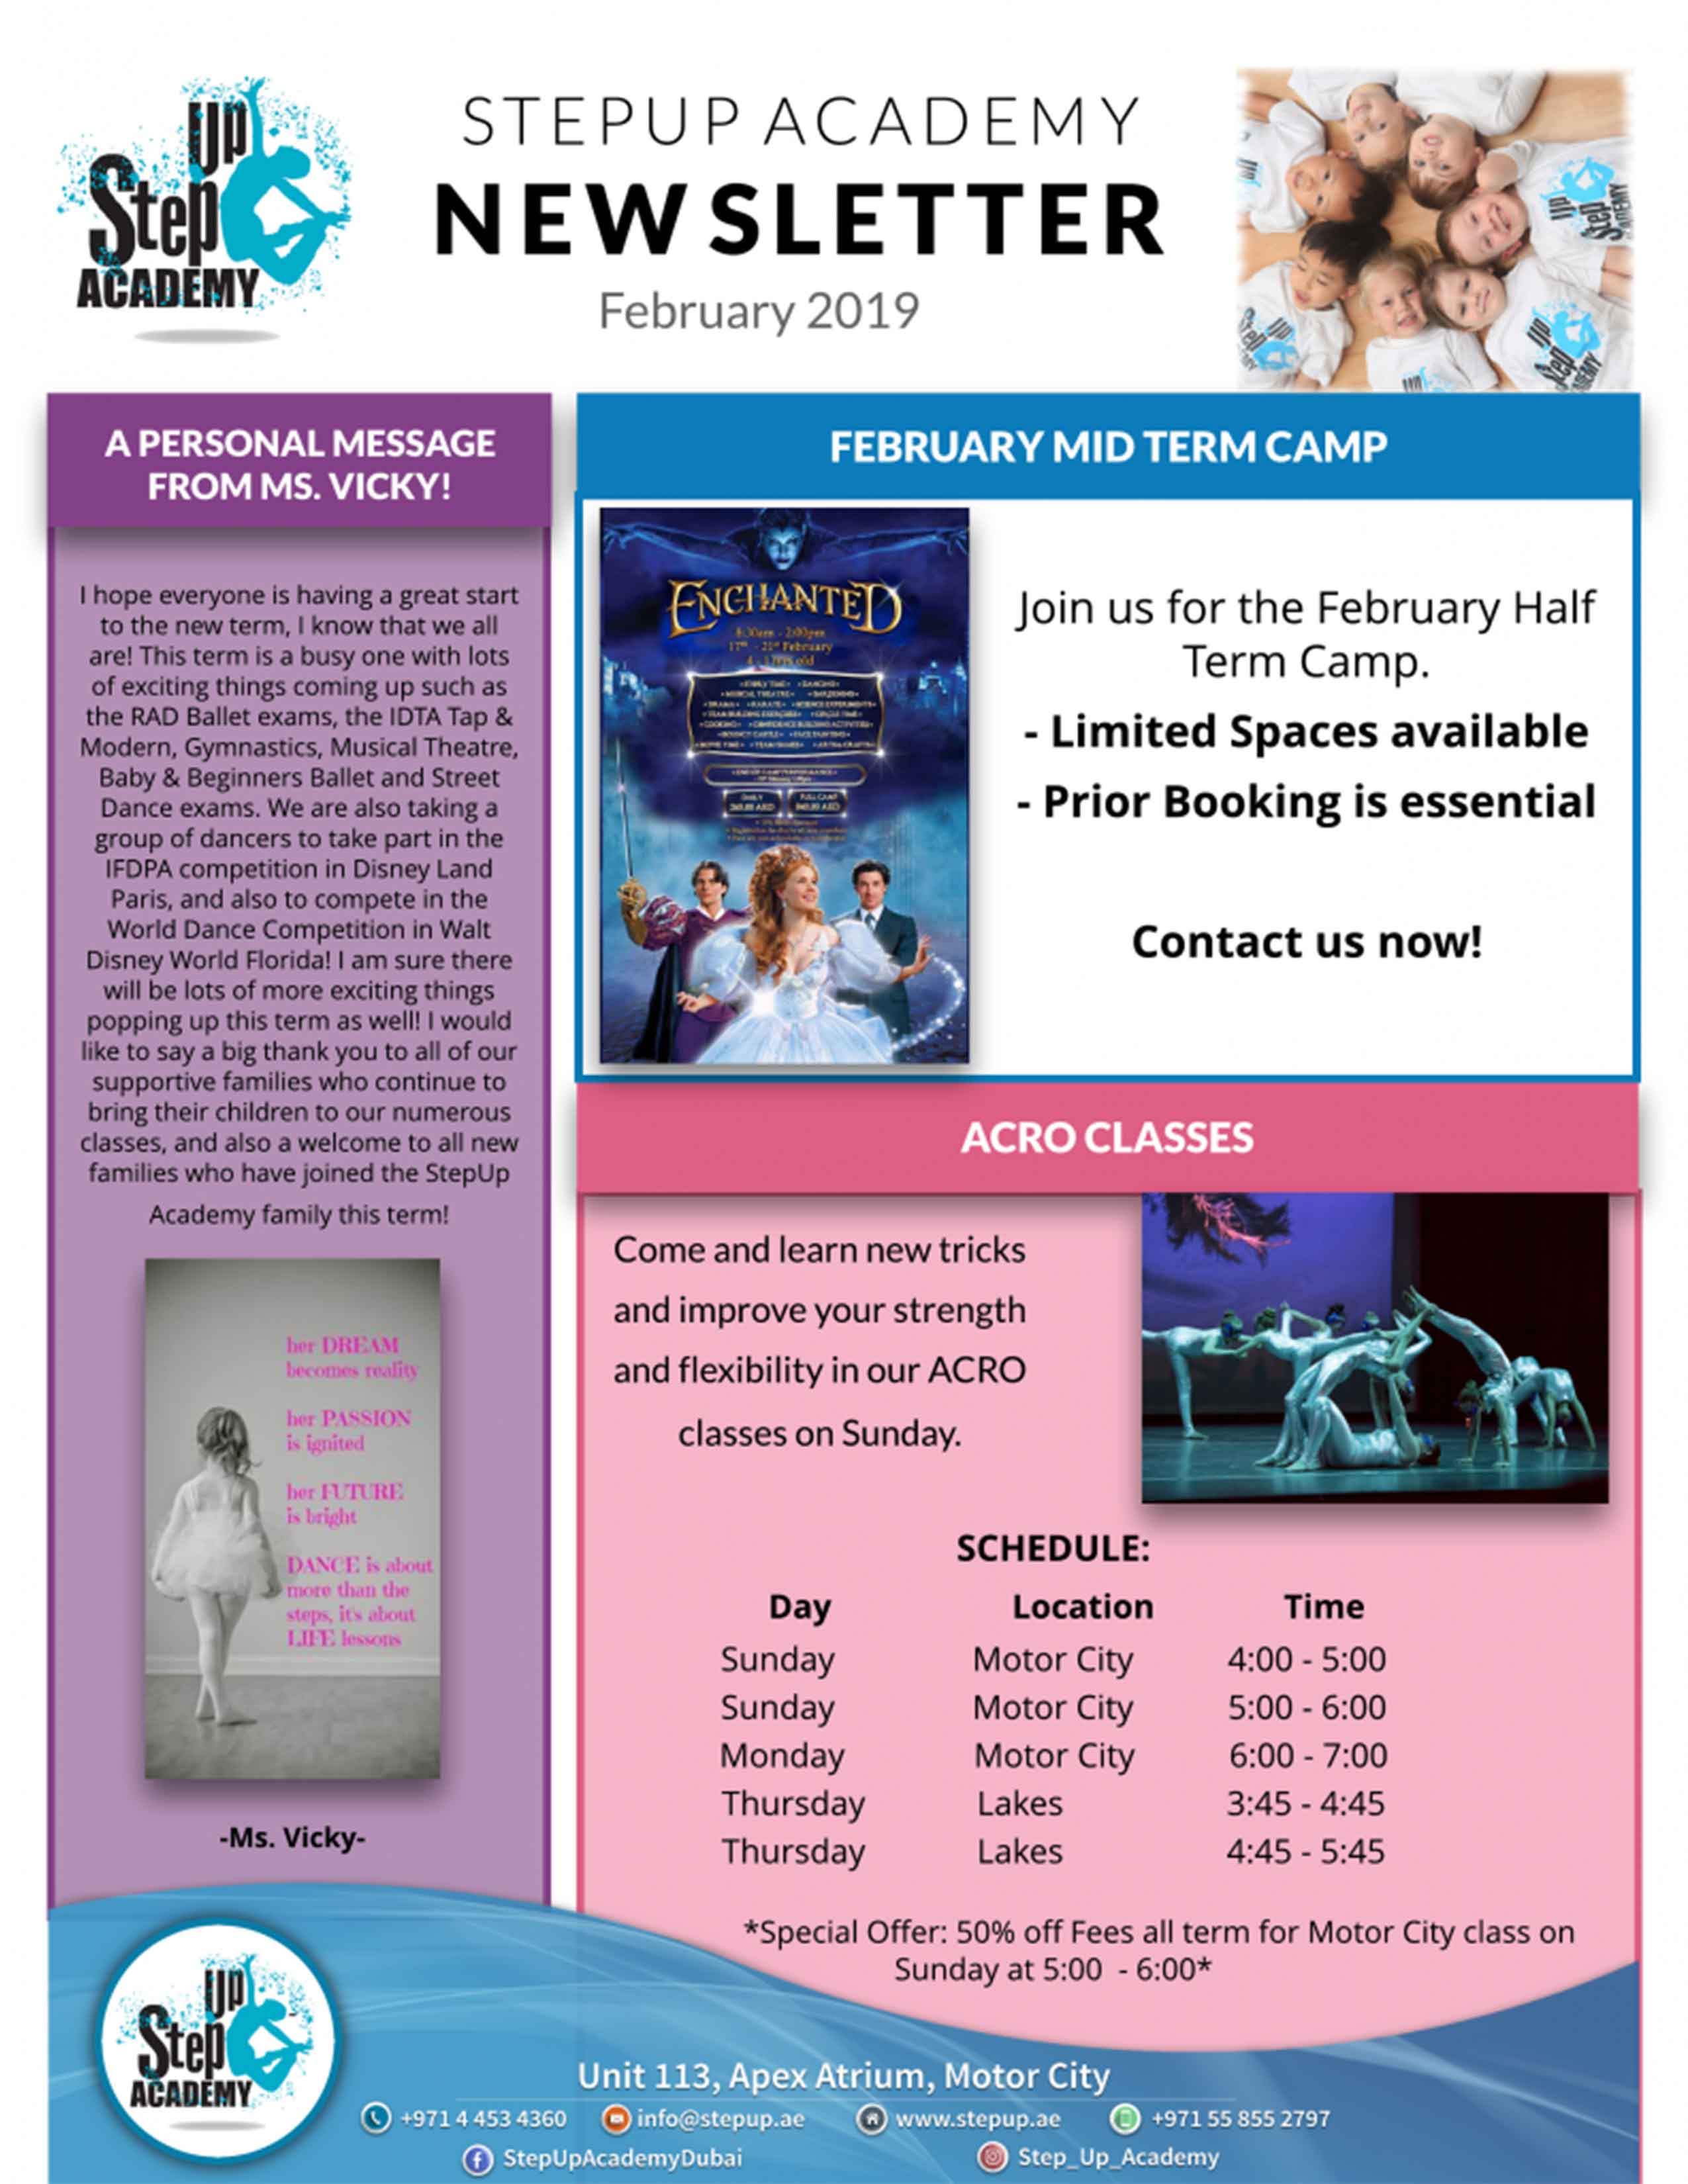 Up
Step
ACADEMY
STEPUP ACADEMY
NEWSLETTER
February 2019
A PERSONAL MESSAGE
FROM MS. VICKY!
I hope everyone is having a great start
to the new term, I know that we all
are! This term is a busy one with lots
of exciting things coming up such as
the RAD Ballet exams, the IDTA Tap &
Modern, Gymnastics, Musical Theatre,
Baby & Beginners Ballet and Street
Dance exams. We are also taking a
group of dancers to take part in the
IFDPA competition in Disney Land
Paris, and also to compete in the
World Dance Competition in Walt
Disney World Florida! I am sure there
will be lots of more exciting things
popping up this term as well! I would
like to say a big thank you to all of our
supportive families who continue to
bring their children to our numerous
classes, and also a welcome to all new
families who have joined the StepUp
Academy family this term!
her DREAM
becomes reality
her PASSION
is ignited
her FUTURE
is bright
DANCE is about
more than the
steps, it's about
LIFE lessons
-Ms. Vicky-
FEBRUARY MID TERM CAMP
ENCHANTED
8:30am - 2:00pm
17th - 21st February
Join us for the February Half
Term Camp.
- Limited Spaces available
- Prior Booking is essential
Contact us now!
ACRO CLASSES
Come and learn new tricks
and improve your strength
and flexibility in our ACRO
classes on Sunday.
SCHEDULE:
Day Location Time
Sunday Motor City 4:00 - 5:00
Sunday Motor City 5:00 - 6:00
Monday Motor City 6:00 - 7:00
Thursday Lakes 3:45 - 4:45
Thursday Lakes 4:45 - 5:45
*Special Offer: 50% off Fees all term for Motor City class on
Sunday at 5:00 - 6:00*
Up
Step
ACADEMY
Unit 113, Apex Atrium, Motor City
+971 4 453 4360 info@stepup.ae www.stepup.ae +971 55 855 2797
StepUpAcademyDubai Step_Up_Academy